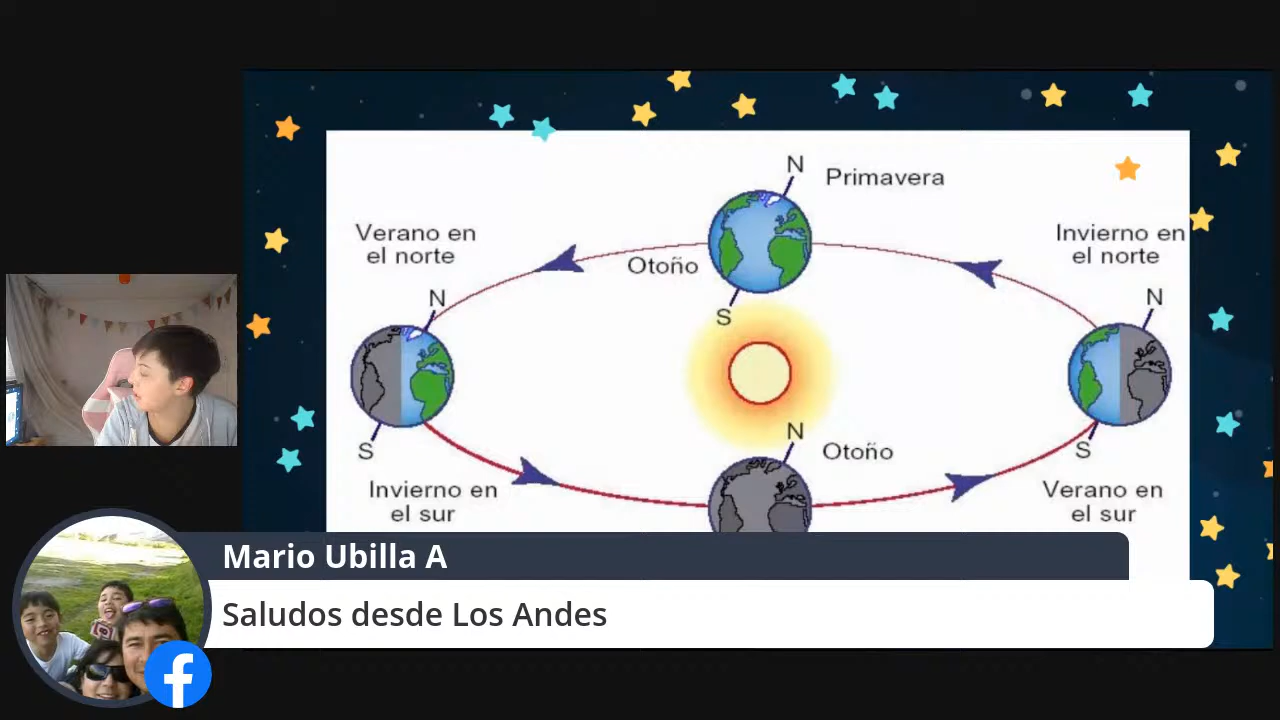 N
Primavera
Verano en
el norte
Invierno en
el norte
Otoño
N
N
S
S
S
N
Otoño
Invierno en
el sur
Verano en
el sur
Mario Ubilla A
Saludos desde Los Andes